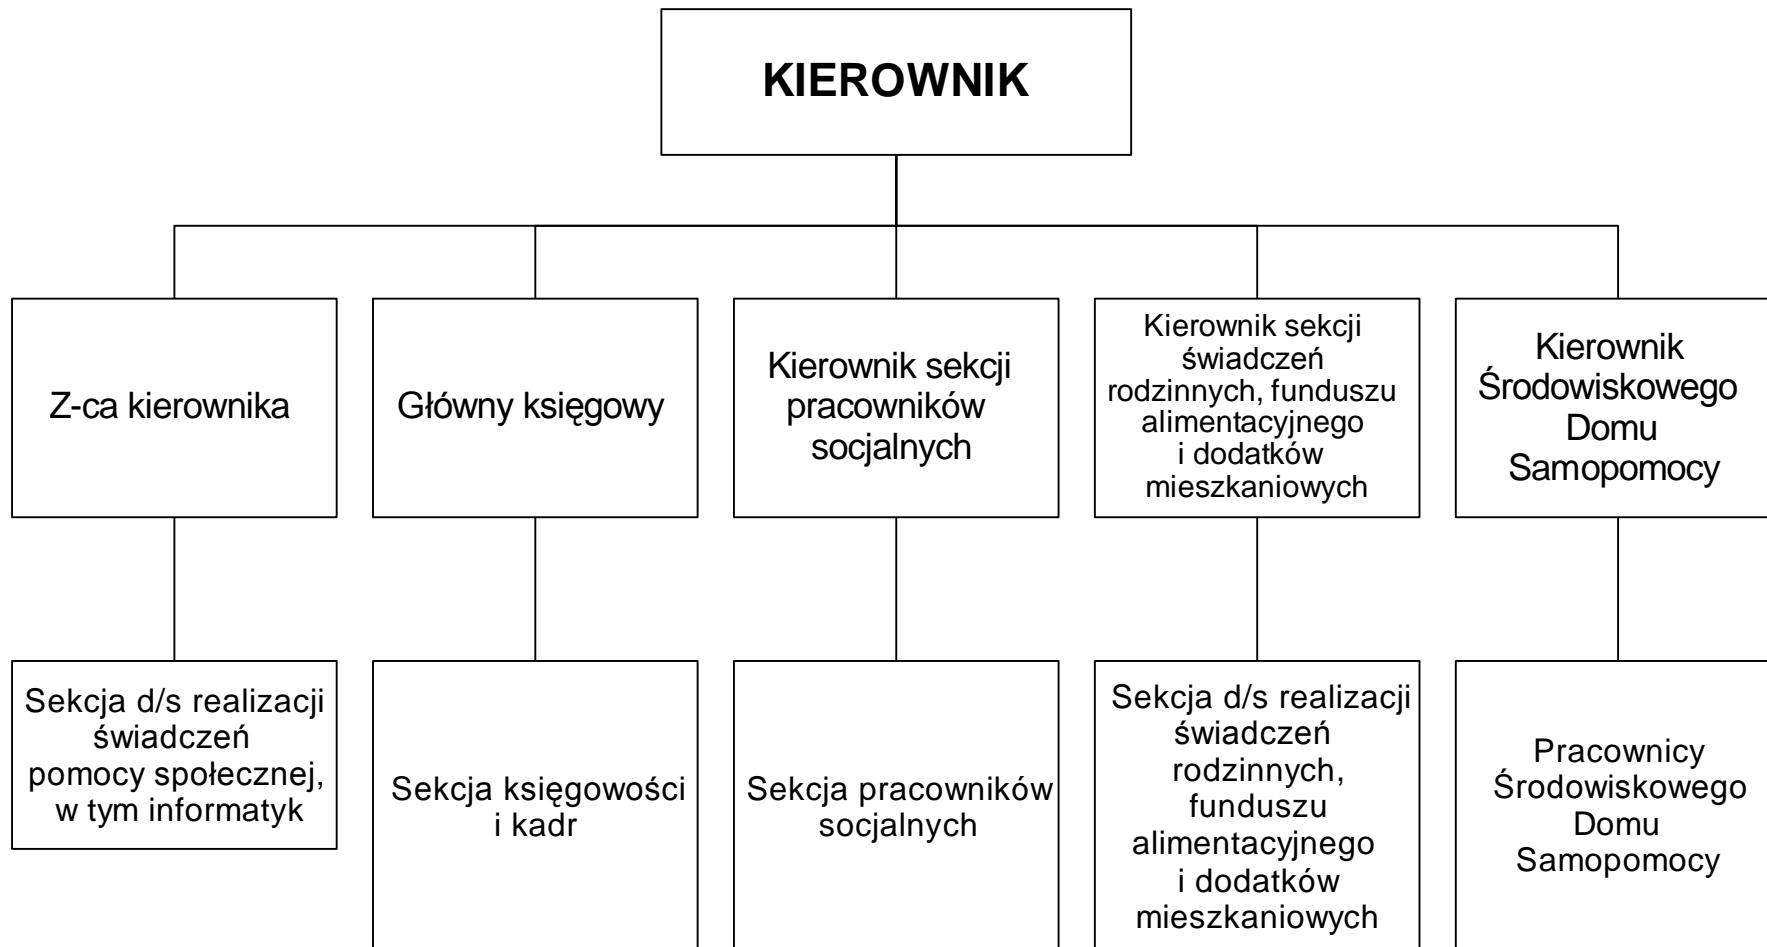 KIEROWNIK
Z-ca kierownika
Główny księgowy
Kierownik sekcji
pracowników
socjalnych
Kierownik sekcji
świadczeń
rodzinnych, funduszu
alimentacyjnego
i dodatków
mieszkaniowych
Kierownik
Środowiskowego
Domu
Samopomocy
Sekcja d/s realizacji
świadczeń
pomocy społecznej,
w tym informatyk
Sekcja księgowości
i kadr
Sekcja pracowników
socjalnych
Sekcja d/s realizacji
świadczeń
rodzinnych,
funduszu
alimentacyjnego
i dodatków
mieszkaniowych
Pracownicy
Środowiskowego
Domu
Samopomocy